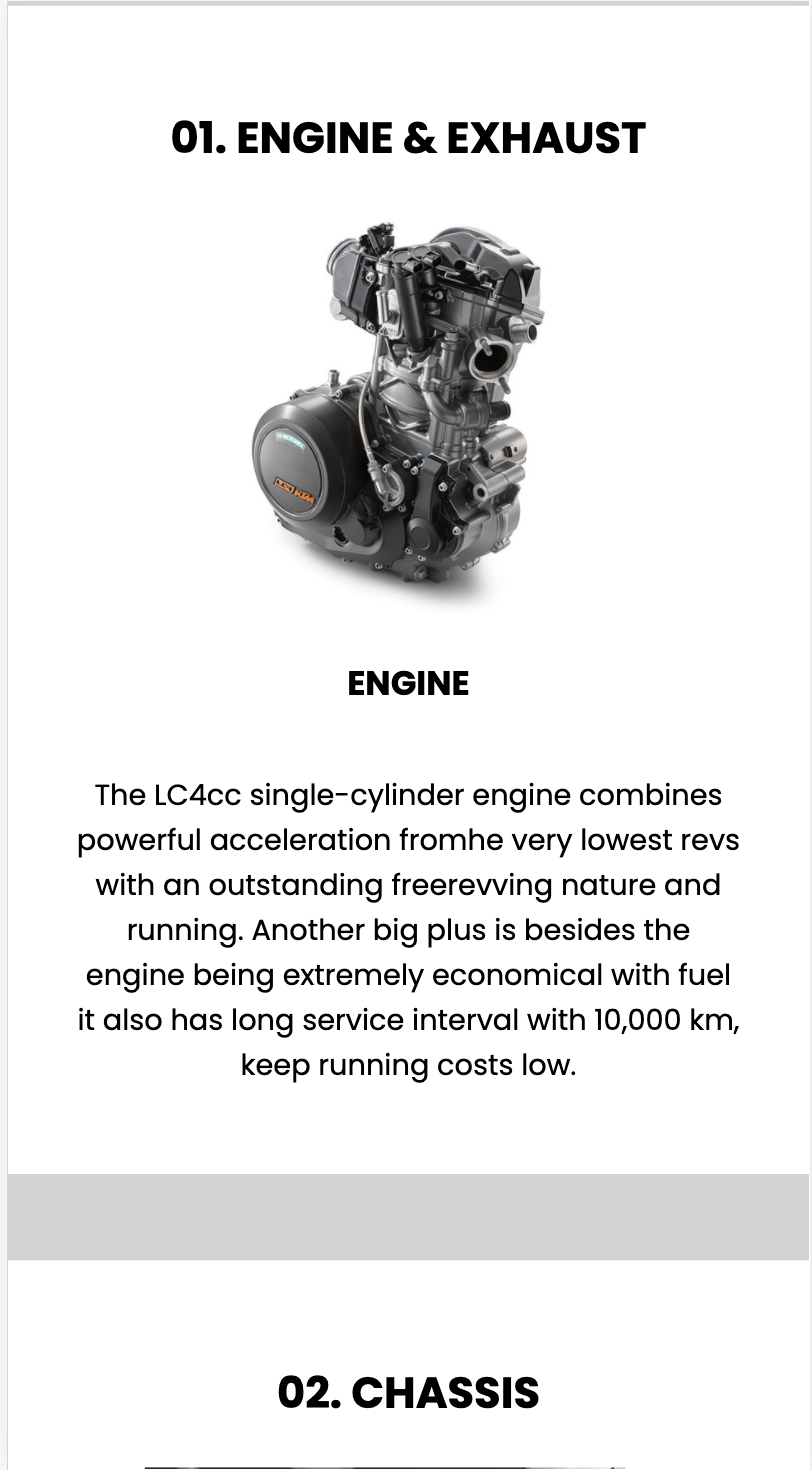 01. ENGINE & EXHAUST
KTM
ENGINE
The LC4cc single-cylinder engine combines
powerful acceleration fromhe very lowest revs
with an outstanding freerevving nature and
running. Another big plus is besides the
engine being extremely economical with fuel
it also has long service interval with 10,000 km,
keep running costs low.
02. CHASSIS